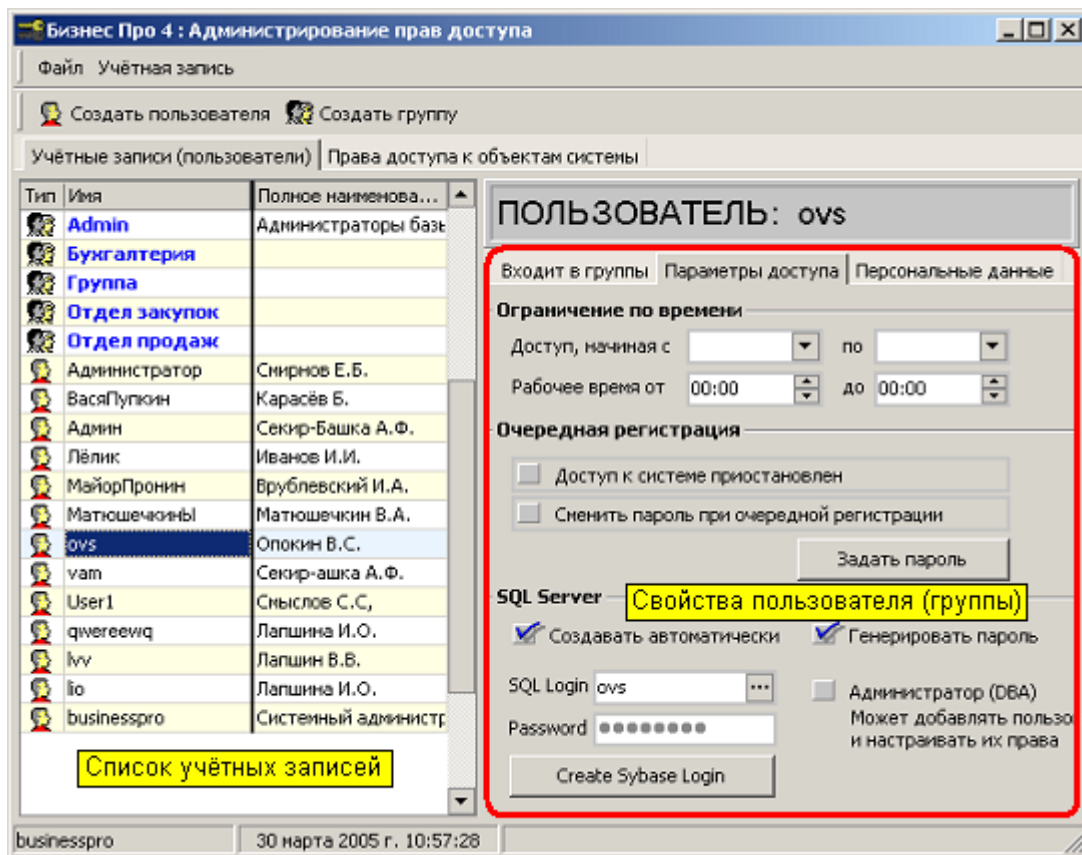 Бизнес Про 4 : Администрирование прав доступа
Файл Учётная запись
Создать пользователя Создать группу
Учётные записи (пользователи) Права доступа к объектам системы
Тип Имя Полное наименова...
Admin Администраторы базь
Бухгалтерия
Группа
Отдел закупок
Отдел продаж
Администратор Смирнов Е.Б.
ВасяПупкин Карасёв Б.
Админ Секир-Башка А.Ф.
Лёлик Иванов И.И.
МайорПронин Врублевский И.А.
МатюшечкинЫ Матюшечкин В.А.
ovs Опокин В.С.
vam Секир-ашка А.Ф.
User1 Смыслов С.С,
qwereewq Лапшина И.О.
lvv Лапшин В.В.
lio Лапшина И.О.
businesspro Системный администр
Список учётных записей
ПОЛЬЗОВАТЕЛЬ: ovs
Входит в группы Параметры доступа Персональные данные
Ограничение по времени
Доступ, начиная с по
Рабочее время от 00:00 до 00:00
Очередная регистрация
Доступ к системе приостановлен
Сменить пароль при очередной регистрации
Задать пароль
SQL Server Свойства пользователя (группы)
Создавать автоматически Генерировать пароль
SQL Login ovs ... Администратор (DBA)
Может добавлять пользо
Password и настраивать их права
Create Sybase Login
businesspro 30 марта 2005 г. 10:57:28